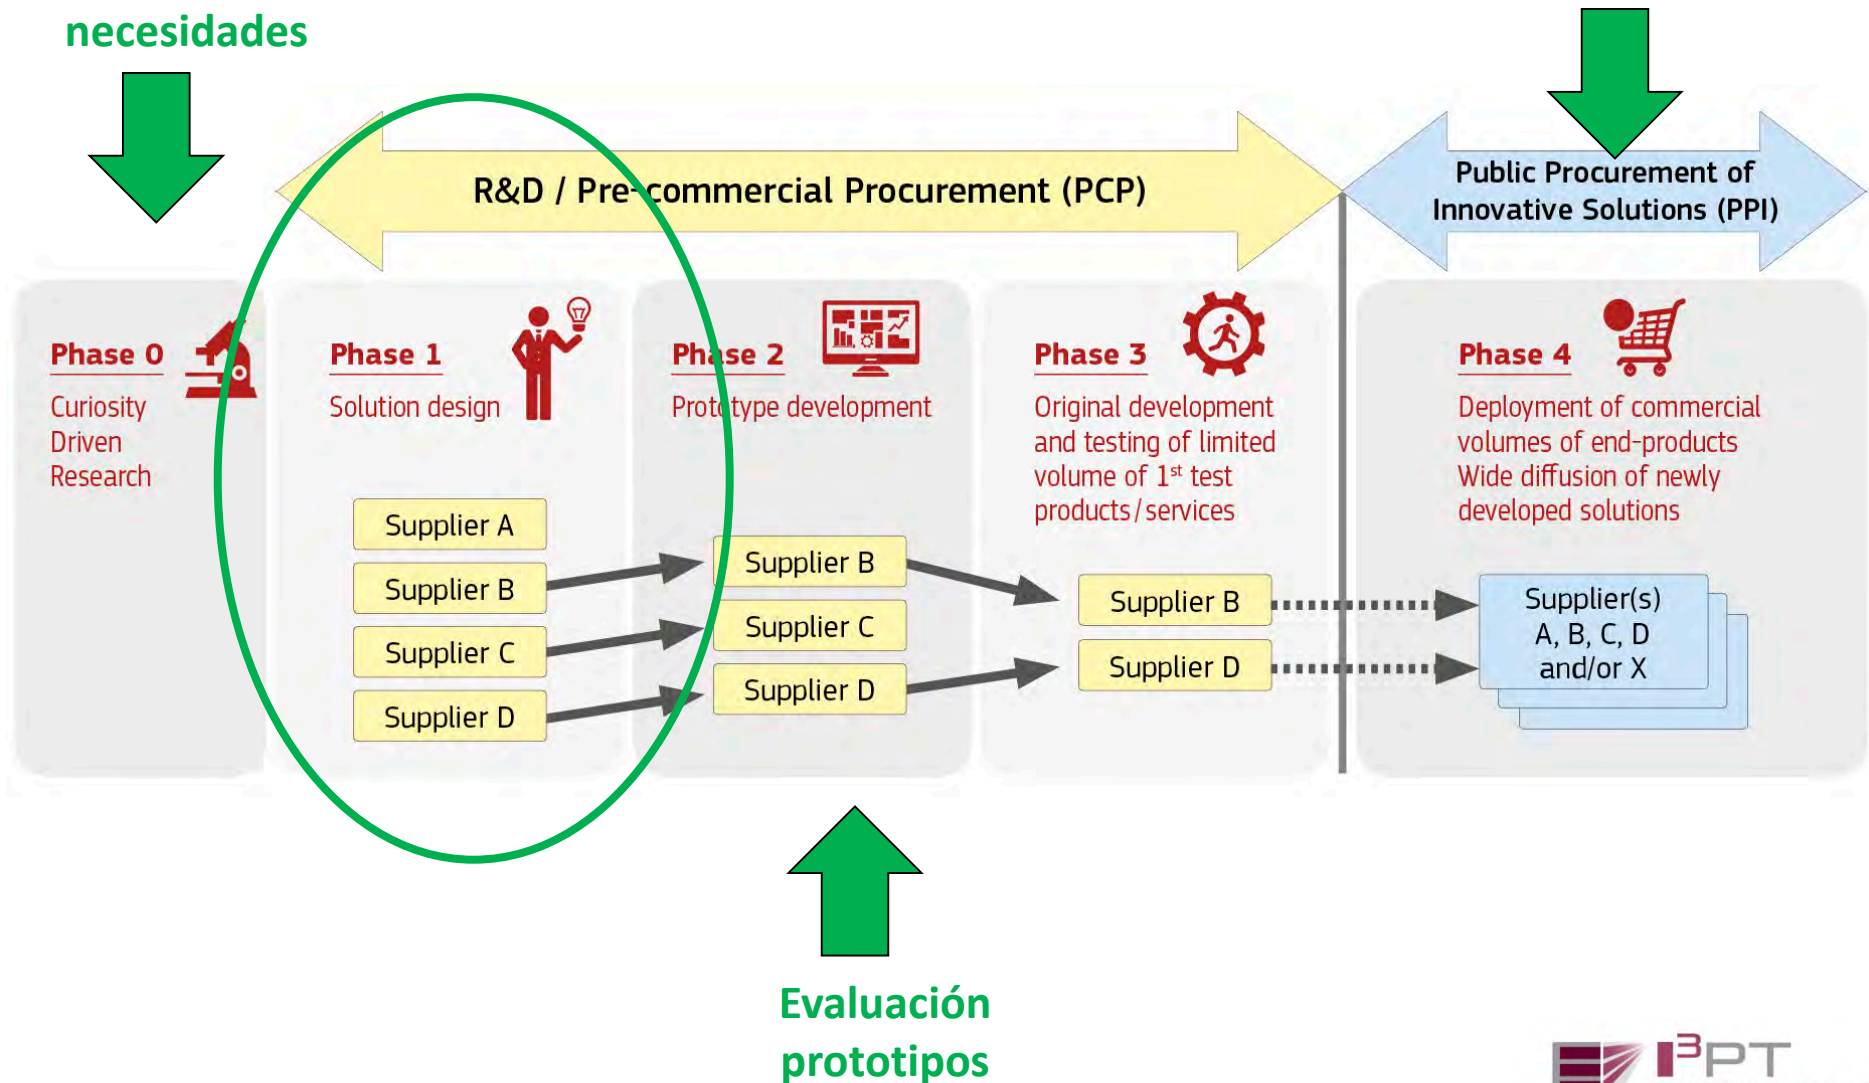 necesidades
R&D / Pre-commercial Procurement (PCP)
Public Procurement of
Innovative Solutions (PPI)
Phase 0
Curiosity
Driven
Research
Phase 1
Solution design
Supplier A
Supplier B
Supplier C
Supplier D
Phase 2
Prototype development
Supplier B
Supplier C
Supplier D
Phase 3
Original development
and testing of limited
volume of 1st test
products/services
Supplier B
Supplier D
Phase 4
Deployment of commercial
volumes of end-products
Wide diffusion of newly
developed solutions
Supplier(s)
A, B, C, D
and/or X
Evaluación
prototipos
I³PT